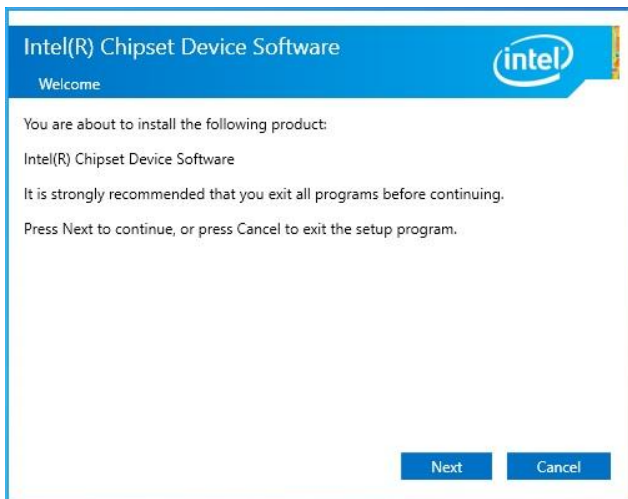 Intel(R) Chipset Device Software
intel
Welcome
You are about to install the following product:
Intel(R) Chipset Device Software
It is strongly recommended that you exit all programs before continuing.
Press Next to continue, or press Cancel to exit the setup program.
Next Cancel